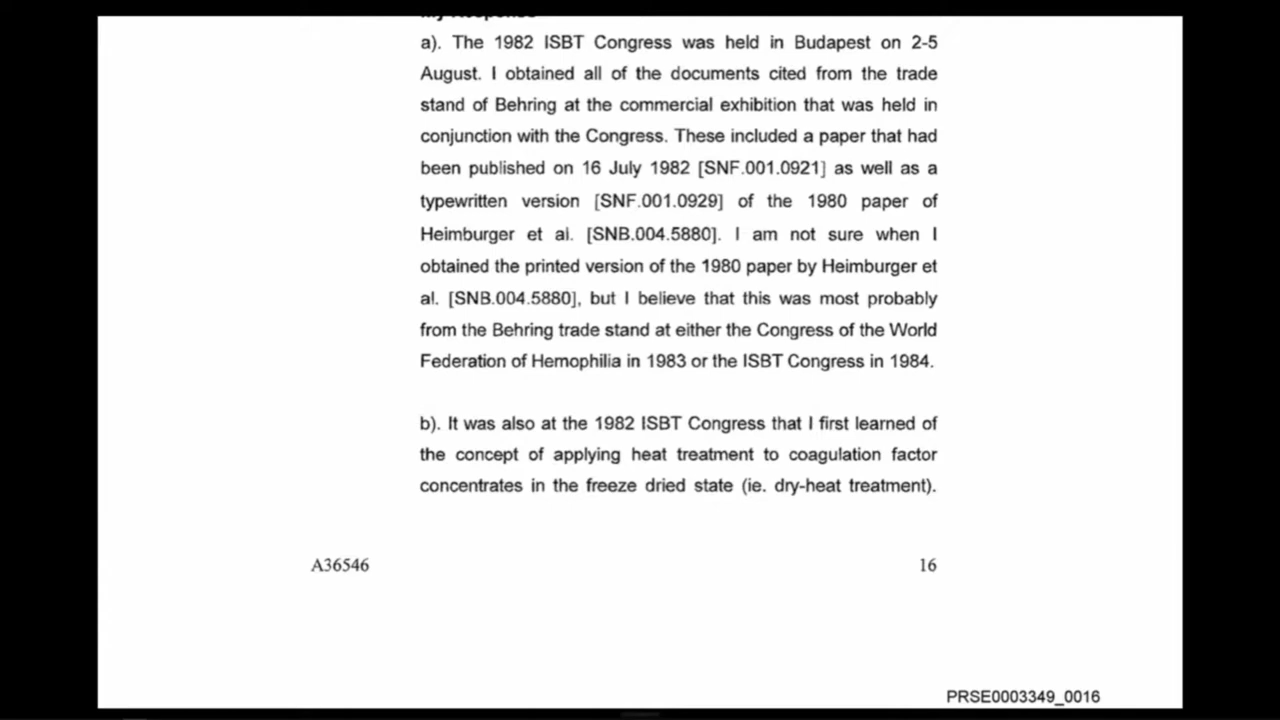 My Response
a). The 1982 ISBT Congress was held in Budapest on 2-5
August. I obtained all of the documents cited from the trade
stand of Behring at the commercial exhibition that was held in
conjunction with the Congress. These included a paper that had
been published on 16 July 1982 [SNF.001.0921] as well as a
typewritten version [SNF.001.0929] of the 1980 paper of
Heimburger et al. [SNB.004.5880]. I am not sure when I
obtained the printed version of the 1980 paper by Heimburger et
al. [SNB.004.5880], but I believe that this was most probably
from the Behring trade stand at either the Congress of the World
Federation of Hemophilia in 1983 or the ISBT Congress in 1984.
b). It was also at the 1982 ISBT Congress that I first learned of
the concept of applying heat treatment to coagulation factor
concentrates in the freeze dried state (ie. dry-heat treatment).
A36546 16
PRSE0003349_0016